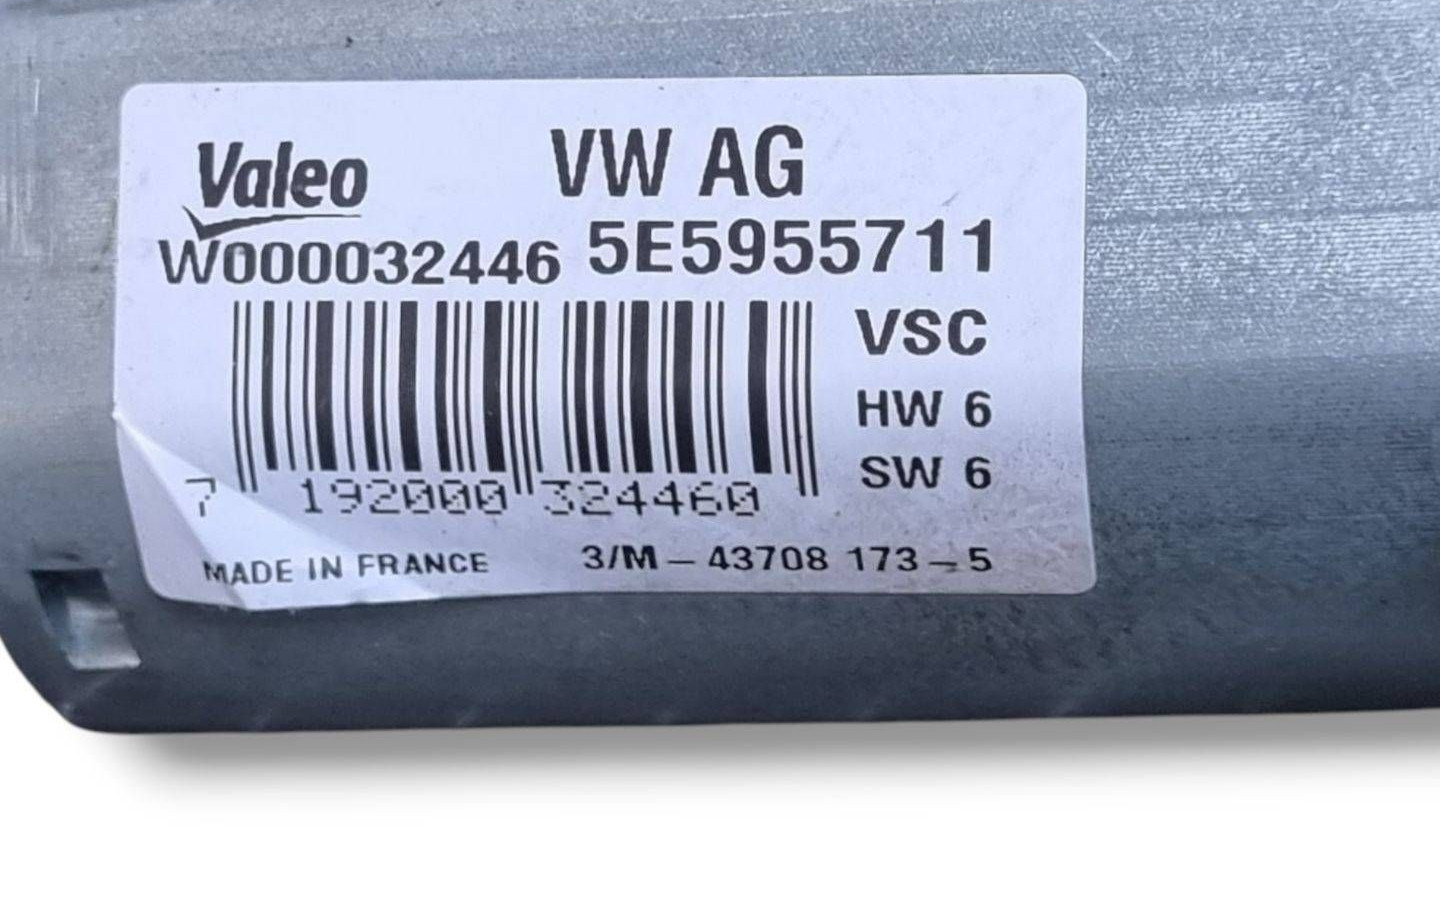 Valeo VW AG
W000032446 5E5955711
VSC
HW 6
SW 6
7 192000 324460
MADE IN FRANCE 3/M - 43708 173 - 5